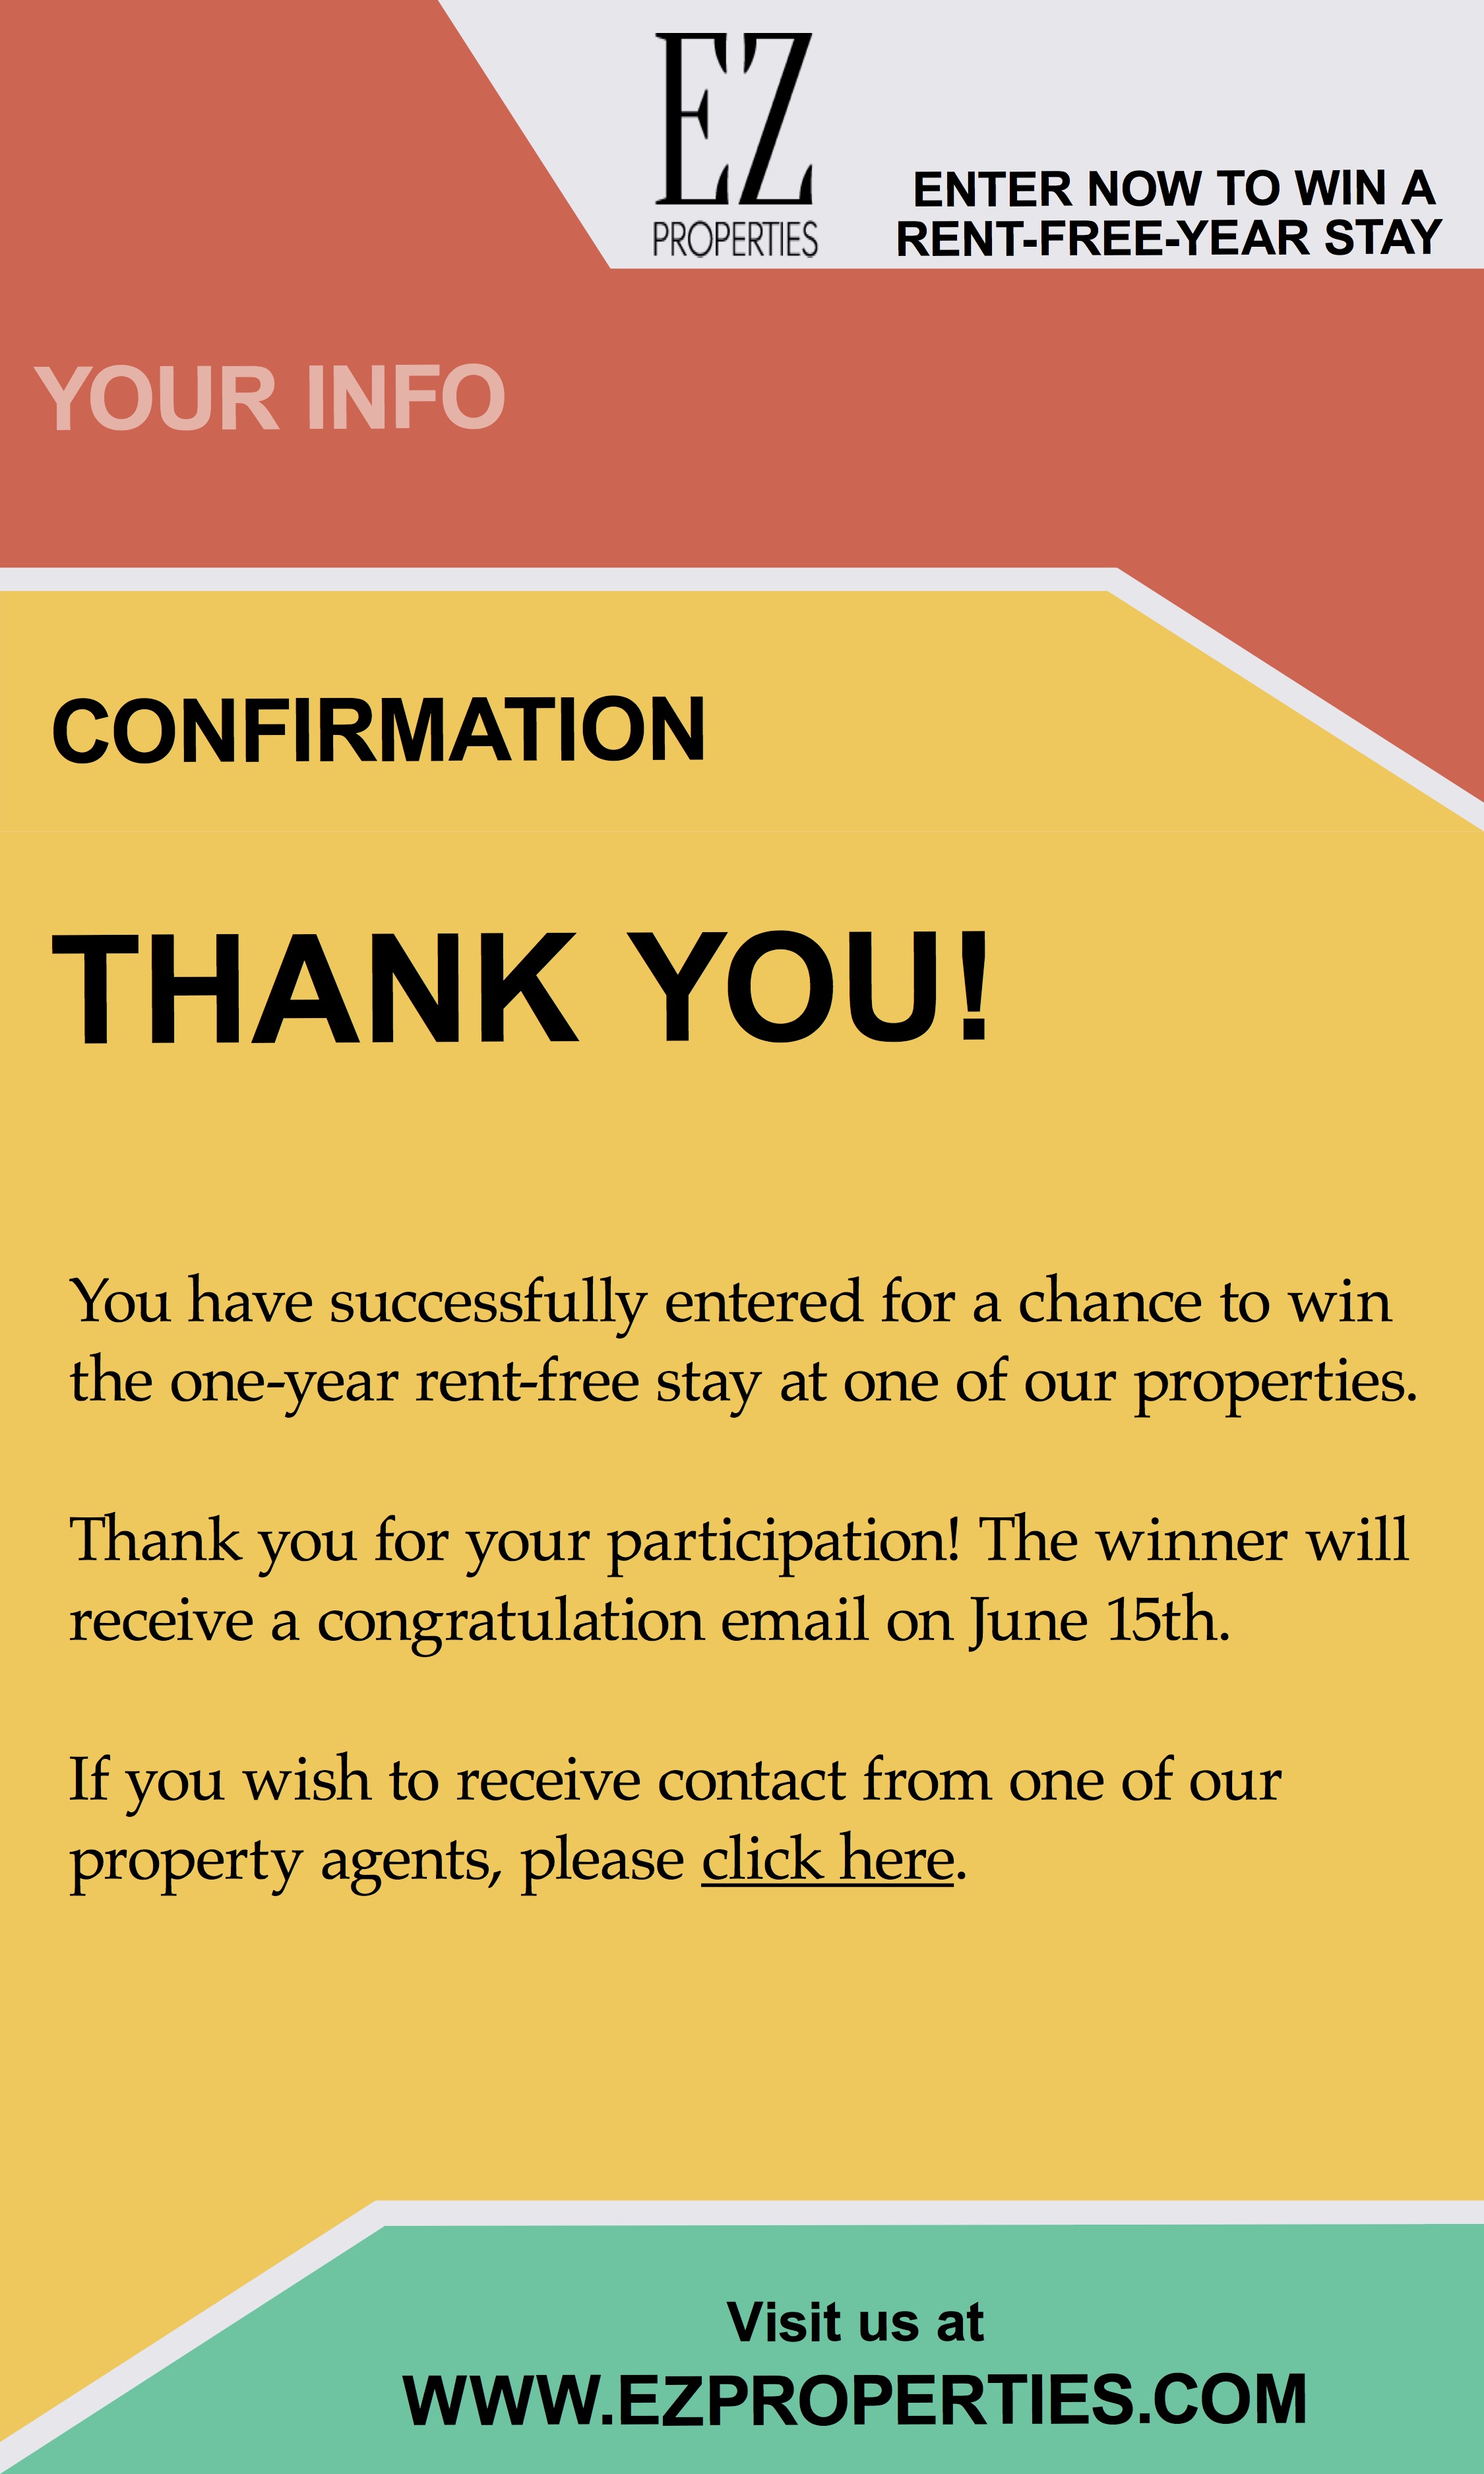 EZ
PROPERTIES
ENTER NOW TO WIN A
RENT-FREE-YEAR STAY
YOUR INFO
CONFIRMATION
THANK YOU!
You have successfully entered for a chance to win
the one-year rent-free stay at one of our properties.
Thank you for your participation! The winner will
receive a congratulation email on June 15th.
If you wish to receive contact from one of our
property agents, please click here.
Visit us at
WWW.EZPROPERTIES.COM